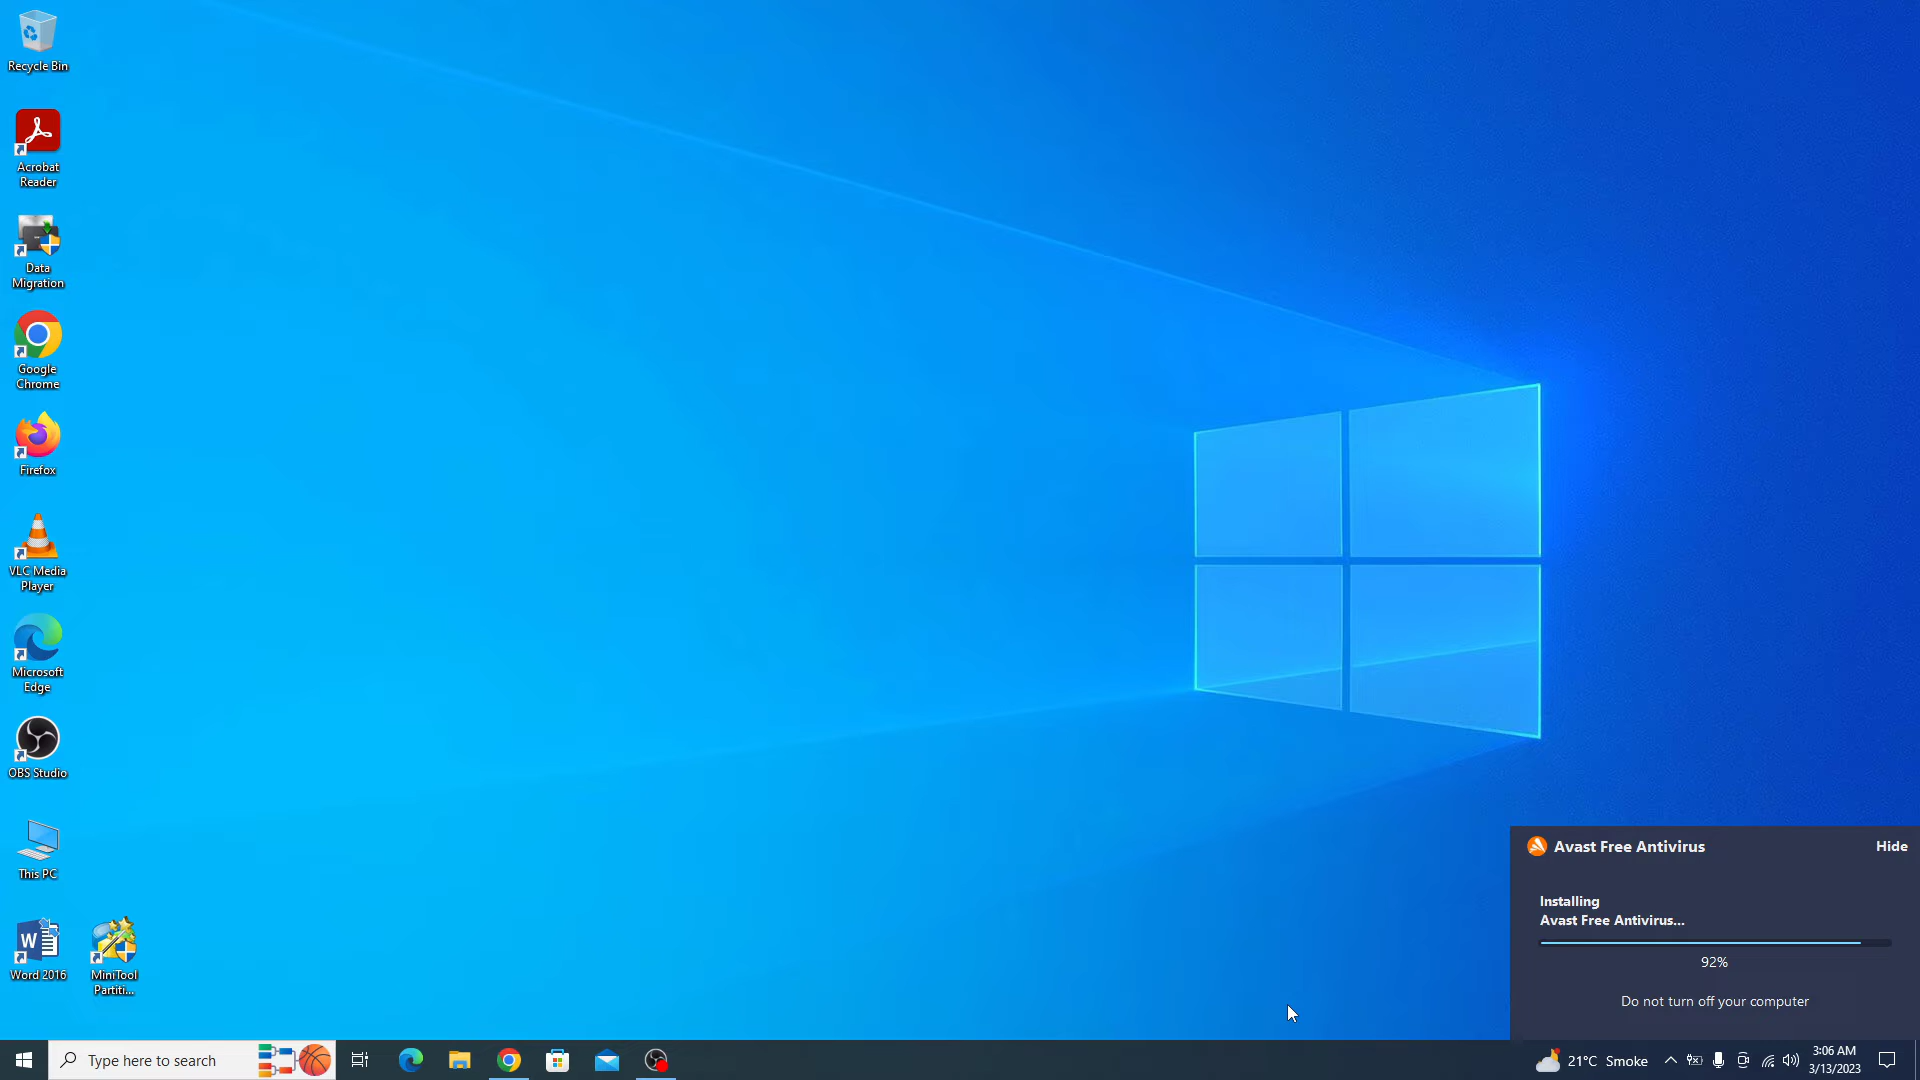 Recycle Bin
Acrobat
Reader
Data
Migration
Google
Chrome
Firefox
VLC Media
Player
Microsoft
Edge
OBS Studio
This PC
Word 2016
MiniTool
Partiti...
Avast Free Antivirus
Hide
Installing
Avast Free Antivirus...
92%
Do not turn off your computer
Type here to search
21°C Smoke
3:06 AM
3/13/2023